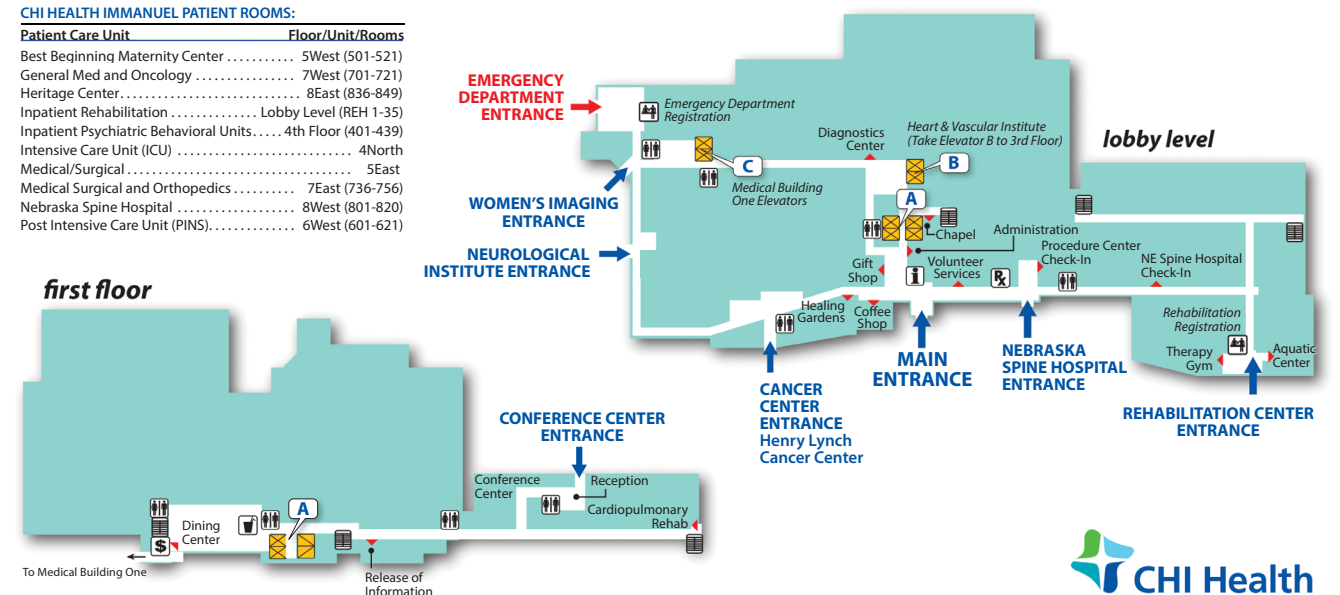 CHI HEALTH IMMANUEL PATIENT ROOMS:
Patient Care Unit Floor/Unit/Rooms
Best Beginning Maternity Center . . . . . . . . . . . 5West (501-521)
General Med and Oncology . . . . . . . . . . . . . . . 7West (701-721)
Heritage Center. . . . . . . . . . . . . . . . . . . . . . . . . . 8East (836-849)
Inpatient Rehabilitation . . . . . . . . . . . . . Lobby Level (REH 1-35)
Inpatient Psychiatric Behavioral Units. . . . . 4th Floor (401-439)
Intensive Care Unit (ICU) . . . . . . . . . . . . . . . . . . . . . . . . . . 4North
Medical/Surgical . . . . . . . . . . . . . . . . . . . . . . . . . . . . . . . . . 5East
Medical Surgical and Orthopedics . . . . . . . . . . 7East (736-756)
Nebraska Spine Hospital . . . . . . . . . . . . . . . . . 8West (801-820)
Post Intensive Care Unit (PINS). . . . . . . . . . . . . 6West (601-621)
lobby level
EMERGENCY
DEPARTMENT
ENTRANCE
Emergency Department
Registration
C
Medical Building
One Elevators
Diagnostics
Center
Heart & Vascular Institute
(Take Elevator B to 3rd Floor)
B
A
Chapel
Administration
WOMEN'S IMAGING
ENTRANCE
NEUROLOGICAL
INSTITUTE ENTRANCE
Gift
Shop
i
Volunteer
Services
Rx
Procedure Center
Check-In
NE Spine Hospital
Check-In
Healing
Gardens
Coffee
Shop
Rehabilitation
Registration
Therapy
Gym
Aquatic
Center
CANCER
CENTER
ENTRANCE
Henry Lynch
Cancer Center
MAIN
ENTRANCE
NEBRASKA
SPINE HOSPITAL
ENTRANCE
REHABILITATION CENTER
ENTRANCE
first floor
CONFERENCE CENTER
ENTRANCE
Conference
Center
Reception
Cardiopulmonary
Rehab
A
Dining
Center
$
To Medical Building One
Release of
Information
CHI Health